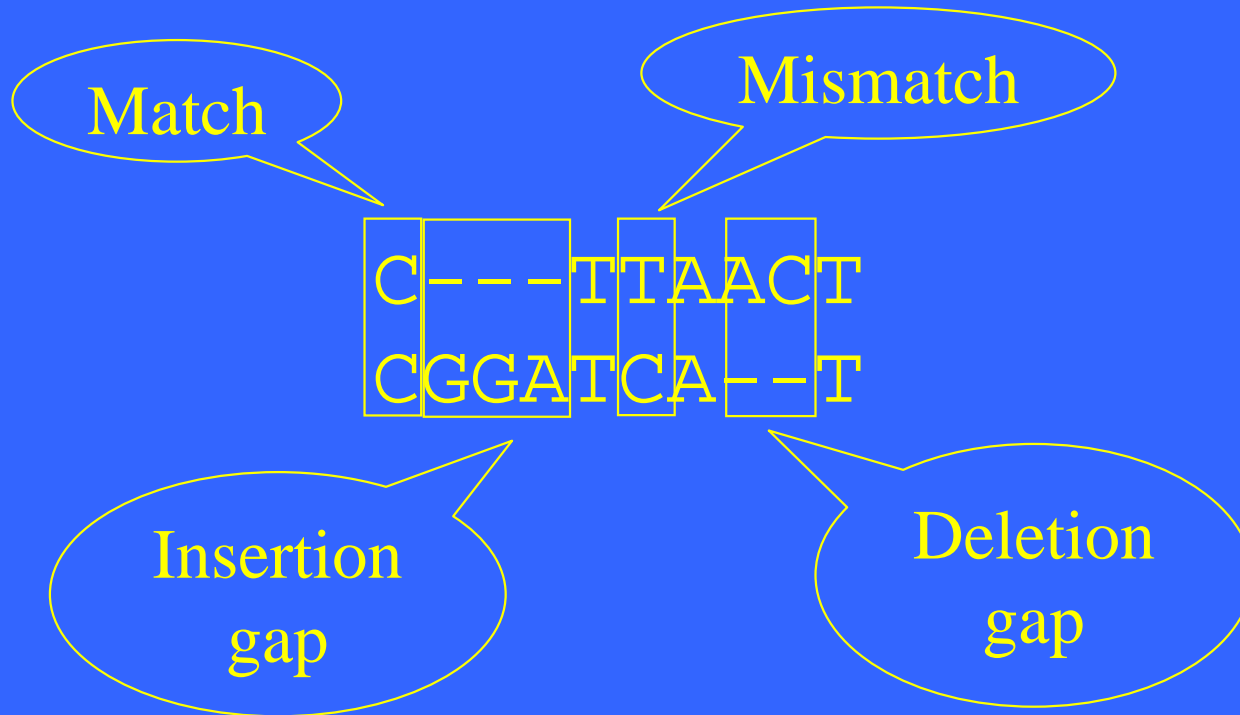 Match
Mismatch
C---TTAACT
CGGATCA--T
Insertion
gap
Deletion
gap